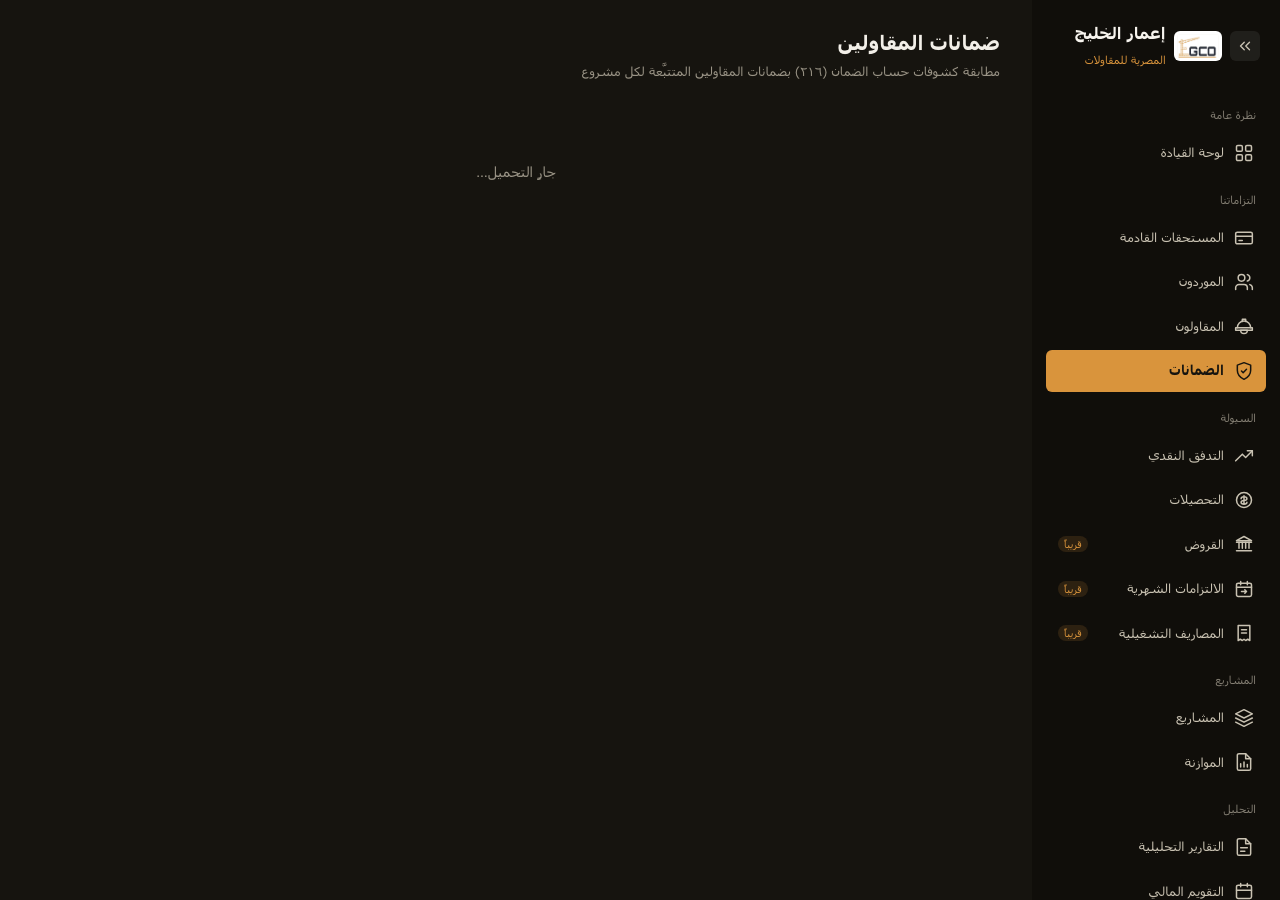 إعمار الخليج
المصرية للمقاولات
GCO
نظرة عامة
لوحة القيادة
التزاماتنا
المستحقات القادمة
الموردون
المقاولون
الضمانات
السيولة
التدفق النقدي
التحصيلات
القروض
قريباً
الالتزامات الشهرية
قريباً
المصاريف التشغيلية
قريباً
المشاريع
المشاريع
الموازنة
التحليل
التقارير التحليلية
التقويم المالي
ضمانات المقاولين
مطابقة كشوفات حساب الضمان (٢١٦) بضمانات المقاولين المتتبَّعة لكل مشروع
جارٍ التحميل...